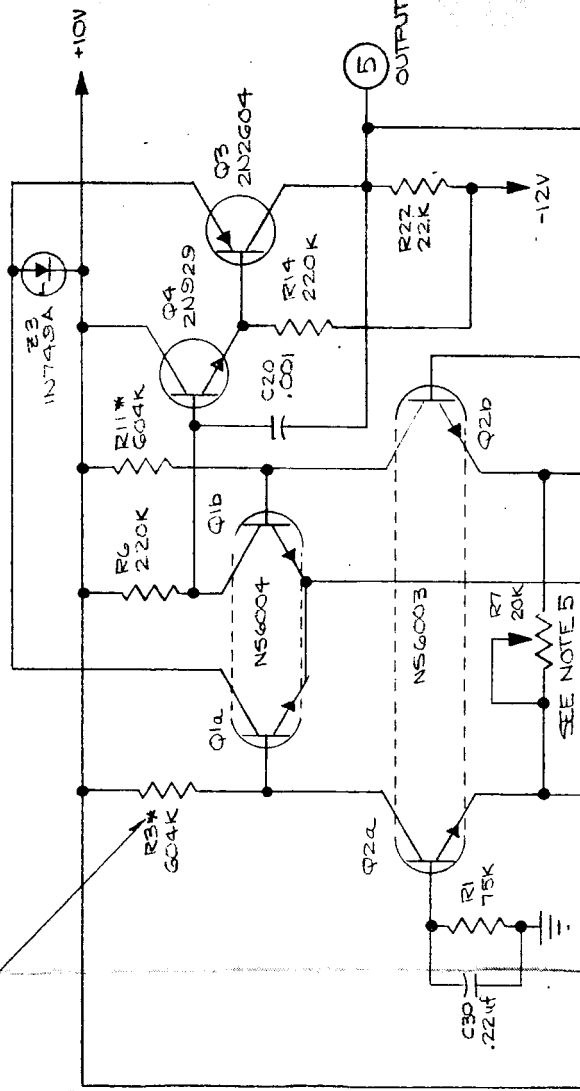 +10V
Z3
1N749A
Q4
2N929
Q3
2N2604
R11*
604K
R6
220K
R14
220K
C20
.001
5
OUTPUT
R22
22K
-12V
Q1a
Q1b
NS6004
R3*
604K
Q2a
Q2b
NS6003
R7
20K
SEE NOTE 5
R1
75K
C30
.22uf